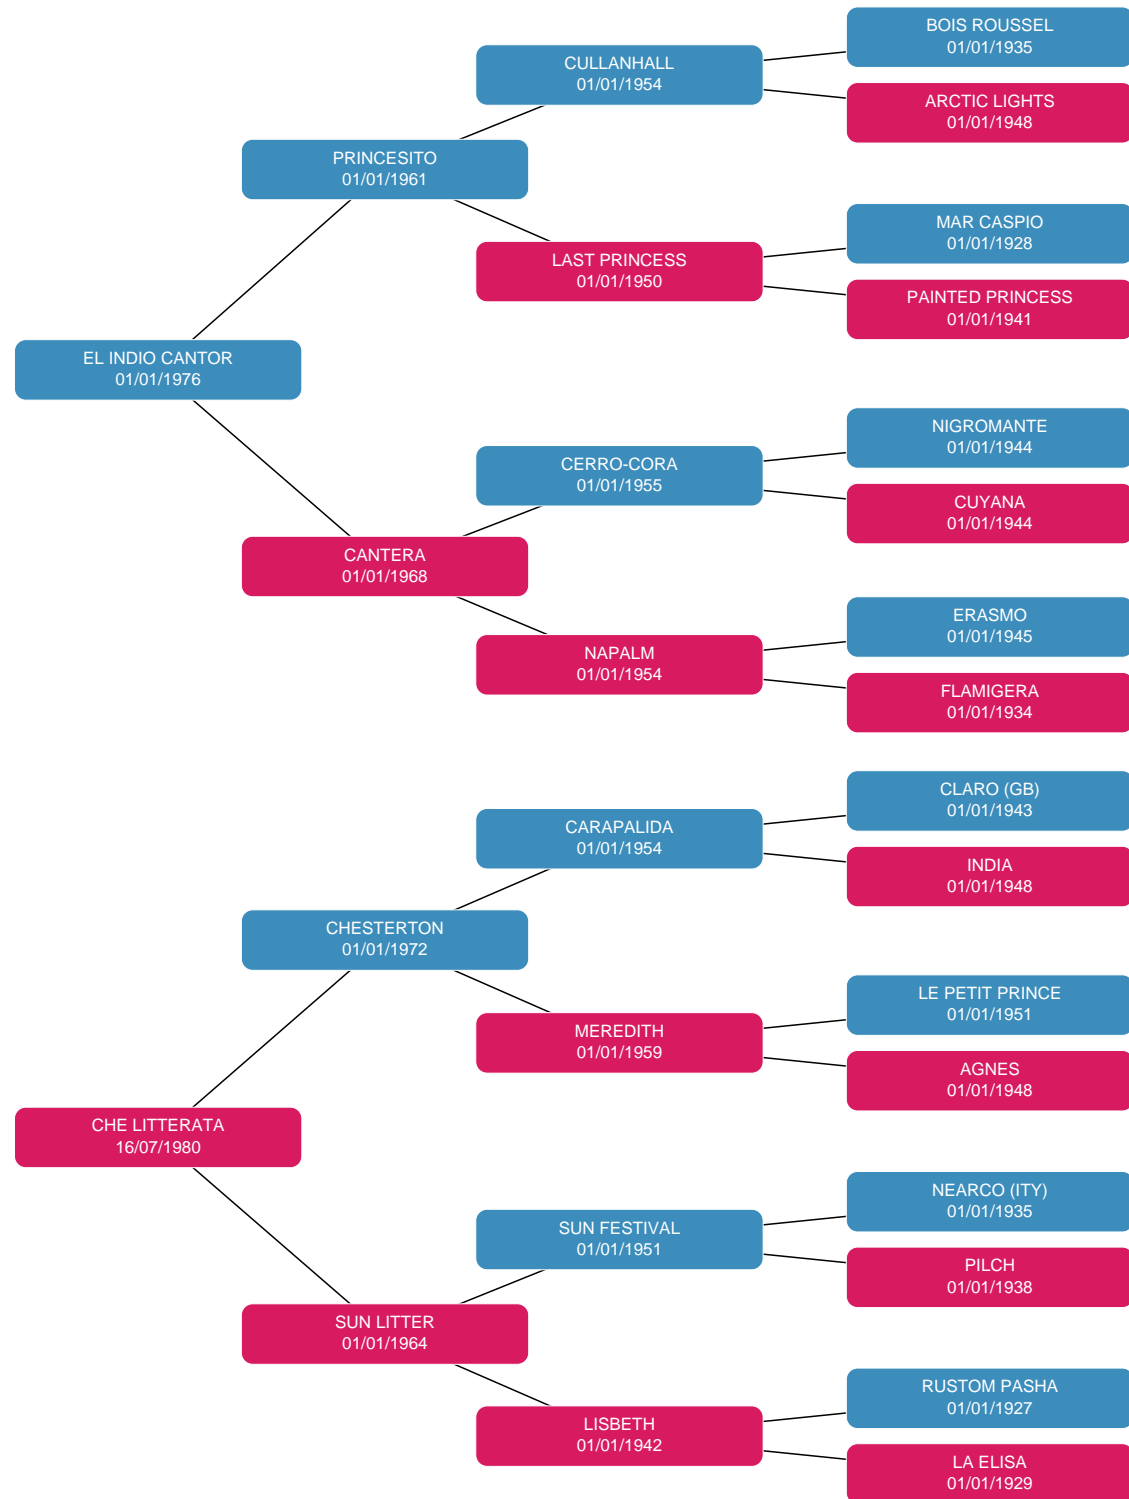 BOIS ROUSSEL
01/01/1935
CULLANHALL
01/01/1954
ARCTIC LIGHTS
01/01/1948
PRINCESITO
01/01/1961
MAR CASPIO
01/01/1928
LAST PRINCESS
01/01/1950
PAINTED PRINCESS
01/01/1941
EL INDIO CANTOR
01/01/1976
NIGROMANTE
01/01/1944
CERRO-CORA
01/01/1955
CUYANA
01/01/1944
CANTERA
01/01/1968
ERASMO
01/01/1945
NAPALM
01/01/1954
FLAMIGERA
01/01/1934
CLARO (GB)
01/01/1943
CARAPALIDA
01/01/1954
INDIA
01/01/1948
CHESTERTON
01/01/1972
LE PETIT PRINCE
01/01/1951
MEREDITH
01/01/1959
AGNES
01/01/1948
CHE LITTERATA
16/07/1980
NEARCO (ITY)
01/01/1935
SUN FESTIVAL
01/01/1951
PILCH
01/01/1938
SUN LITTER
01/01/1964
RUSTOM PASHA
01/01/1927
LISBETH
01/01/1942
LA ELISA
01/01/1929